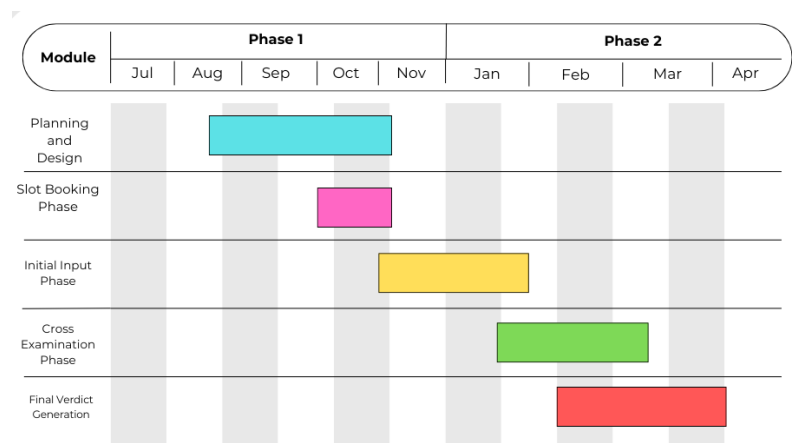 Module
Phase 1
Phase 2
Jul
Aug
Sep
Oct
Nov
Jan
Feb
Mar
Apr
Planning
and
Design
Slot Booking
Phase
Initial Input
Phase
Cross
Examination
Phase
Final Verdict
Generation